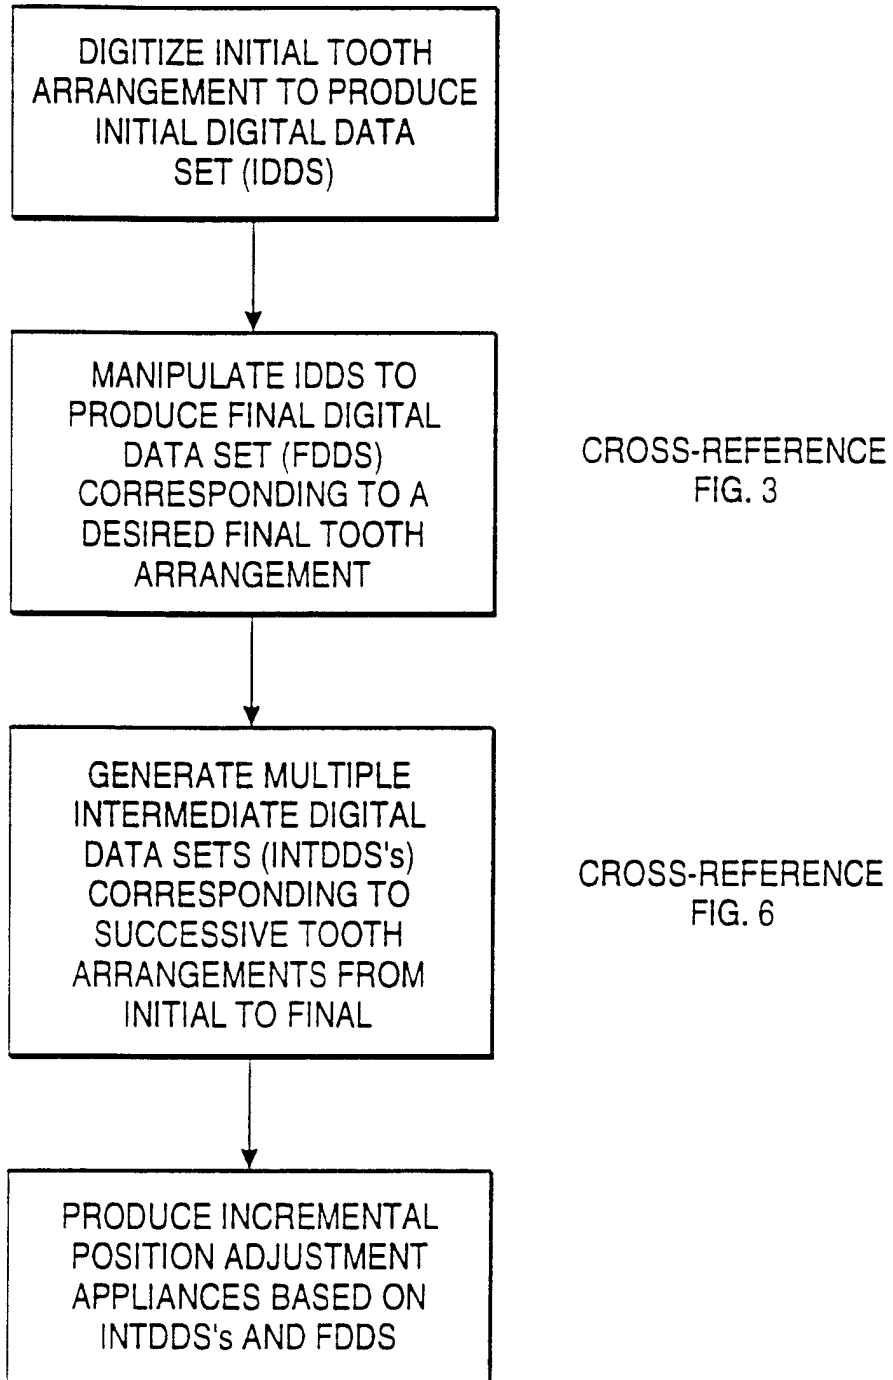 DIGITIZE INITIAL TOOTH
ARRANGEMENT TO PRODUCE
INITIAL DIGITAL DATA
SET (IDDS)
MANIPULATE IDDS TO
PRODUCE FINAL DIGITAL
DATA SET (FDDS)
CORRESPONDING TO A
DESIRED FINAL TOOTH
ARRANGEMENT
CROSS-REFERENCE
FIG. 3
GENERATE MULTIPLE
INTERMEDIATE DIGITAL
DATA SETS (INTDDS's)
CORRESPONDING TO
SUCCESSIVE TOOTH
ARRANGEMENTS FROM
INITIAL TO FINAL
CROSS-REFERENCE
FIG. 6
PRODUCE INCREMENTAL
POSITION ADJUSTMENT
APPLIANCES BASED ON
INTDDS's AND FDDS